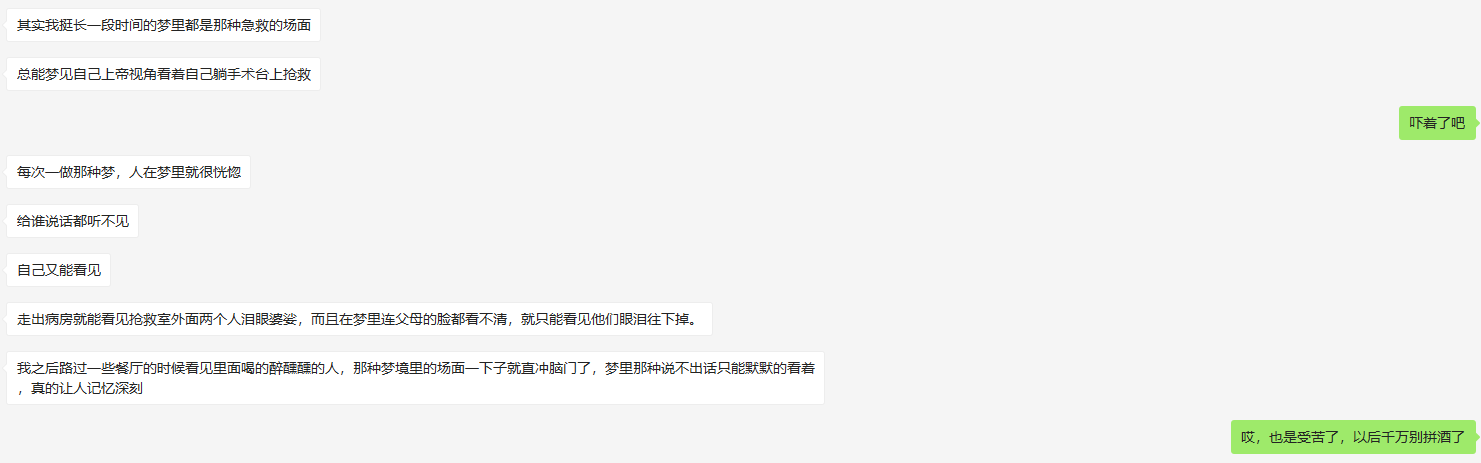 其实我挺长一段时间的梦里都是那种急救的场面
总能梦见自己上帝视角看着自己躺手术台上抢救
吓着了吧
每次一做那种梦，人在梦里就很恍惚
给谁说话都听不见
自己又能看见
走出病房就能看见抢救室外面两个人泪眼婆娑，而且在梦里连父母的脸都看不清，就只能看见他们眼泪往下掉。
我之后路过一些餐厅的时候看见里面喝的醉醺醺的人，那种梦境里的场面一下子就直冲脑门了，梦里那种说不出话只能默默的看着
，真的让人记忆深刻
哎，也是受苦了，以后千万别拼酒了